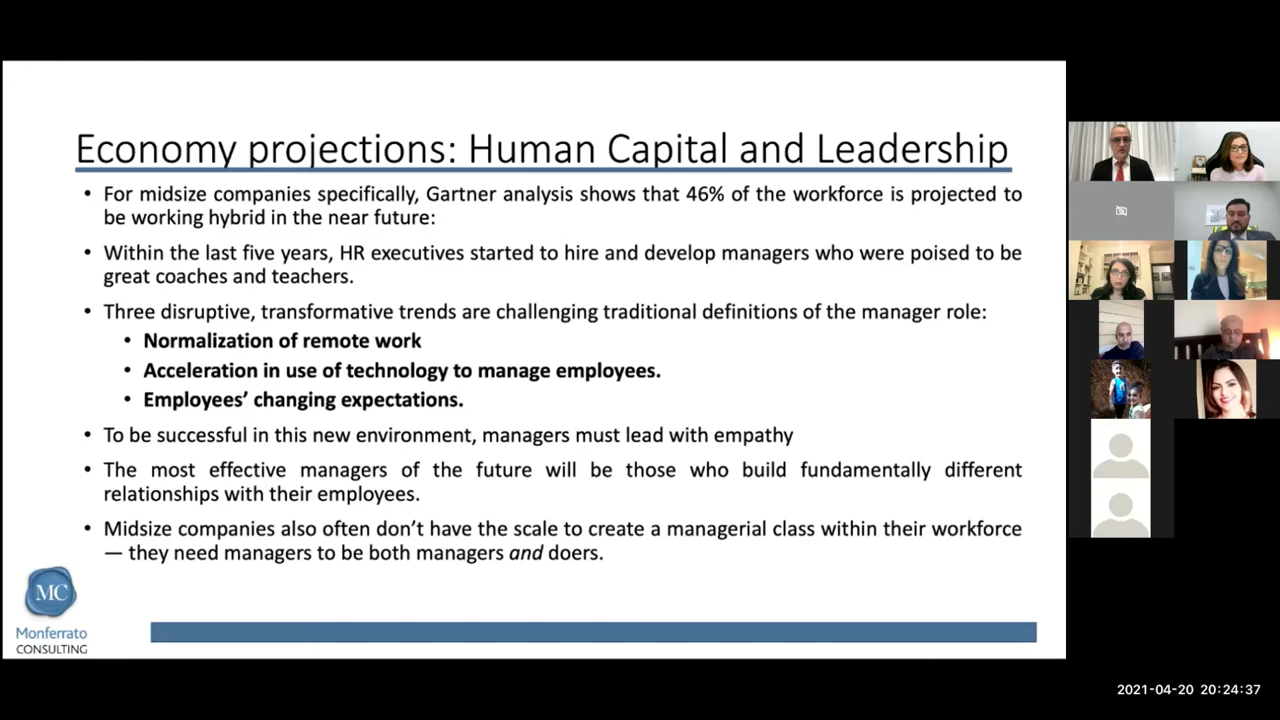 Economy projections: Human Capital and Leadership
• For midsize companies specifically, Gartner analysis shows that 46% of the workforce is projected to
be working hybrid in the near future:
• Within the last five years, HR executives started to hire and develop managers who were poised to be
great coaches and teachers.
• Three disruptive, transformative trends are challenging traditional definitions of the manager role:
• Normalization of remote work
• Acceleration in use of technology to manage employees.
• Employees’ changing expectations.
• To be successful in this new environment, managers must lead with empathy
• The most effective managers of the future will be those who build fundamentally different
relationships with their employees.
• Midsize companies also often don’t have the scale to create a managerial class within their workforce
— they need managers to be both managers and doers.
MC
Monferrato
CONSULTING
2021-04-20 20:24:37